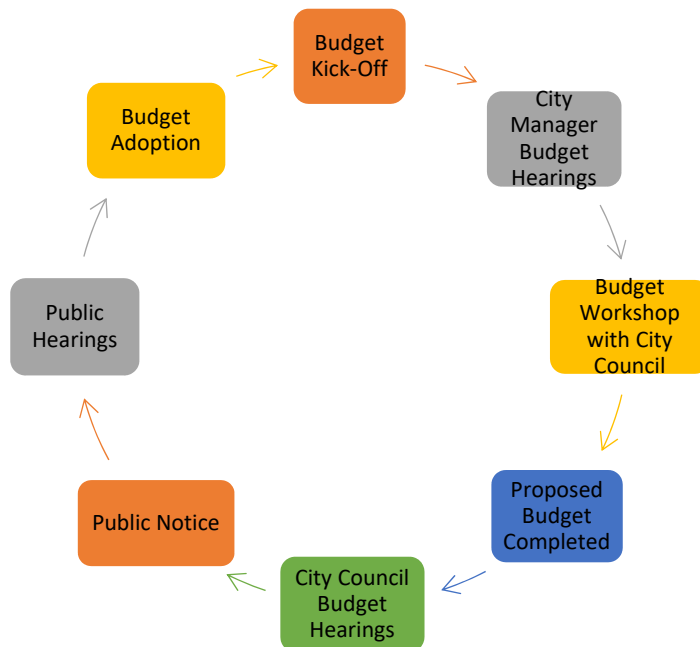 Budget
Kick-Off
City
Manager
Budget
Hearings
Budget
Workshop
with City
Council
Proposed
Budget
Completed
City Council
Budget
Hearings
Public Notice
Public
Hearings
Budget
Adoption